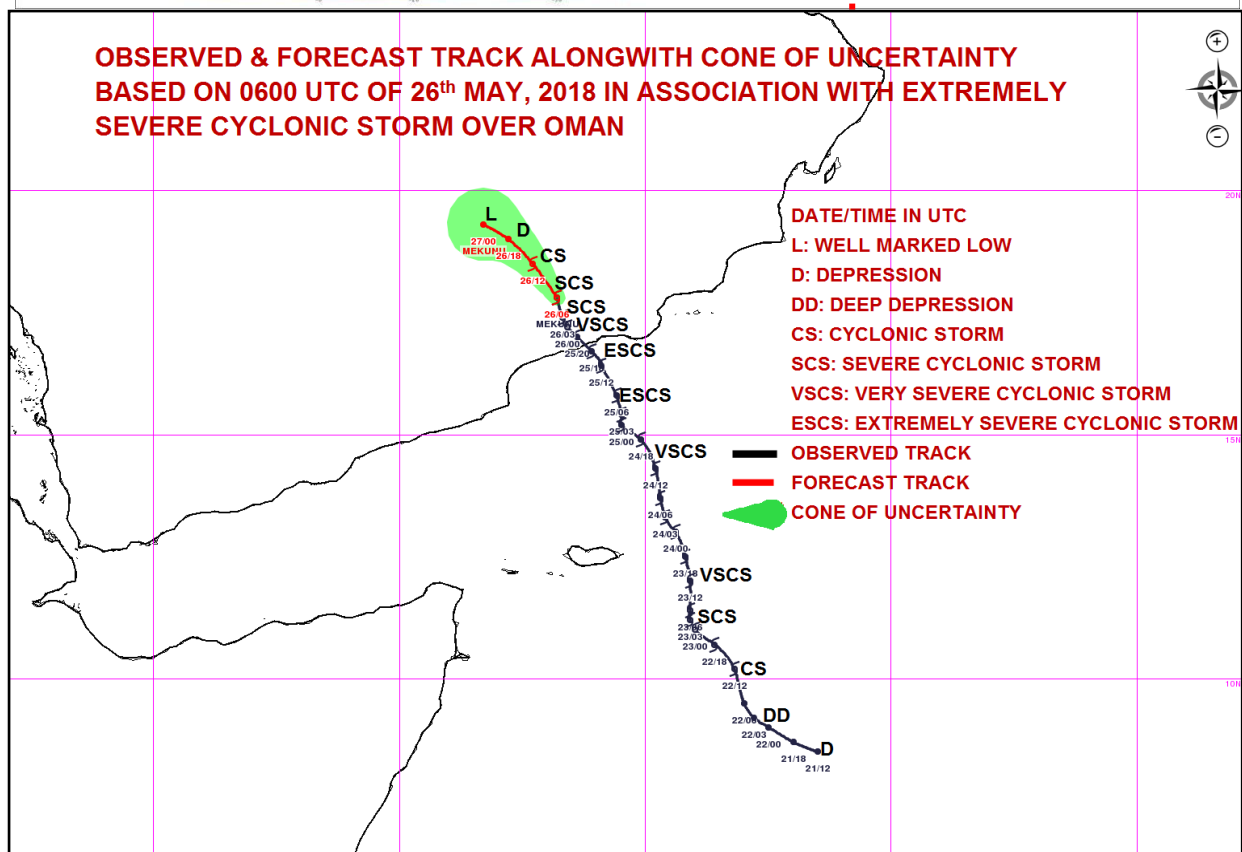 OBSERVED & FORECAST TRACK ALONGWITH CONE OF UNCERTAINTY
BASED ON 0600 UTC OF 26th MAY, 2018 IN ASSOCIATION WITH EXTREMELY
SEVERE CYCLONIC STORM OVER OMAN
20N
DATE/TIME IN UTC
L: WELL MARKED LOW
D: DEPRESSION
DD: DEEP DEPRESSION
CS: CYCLONIC STORM
SCS: SEVERE CYCLONIC STORM
VSCS: VERY SEVERE CYCLONIC STORM
ESCS: EXTREMELY SEVERE CYCLONIC STORM
OBSERVED TRACK
FORECAST TRACK
CONE OF UNCERTAINTY
15N
10N
L
D
27/00
MEKUNU
26/18
CS
26/12
SCS
SCS
26/06
MEKUNU
VSCS
26/03
26/00
25/20
ESCS
25/12
ESCS
25/06
25/03
25/00
24/18
VSCS
24/12
24/06
24/03
24/00
23/18
VSCS
23/12
SCS
23/06
23/03
23/00
22/18
CS
22/12
DD
22/06
22/03
22/00
D
21/18
21/12